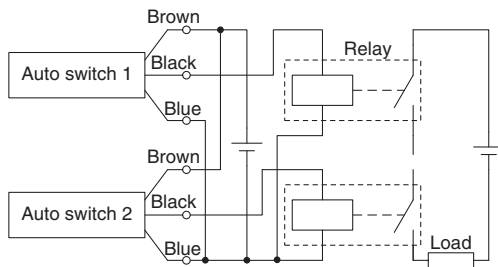 Brown
Auto switch 1
Black
Blue
Relay
Brown
Auto switch 2
Black
Blue
Load